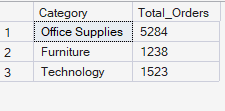 Category Total_Orders
1 Office Supplies 5284
2 Furniture 1238
3 Technology 1523